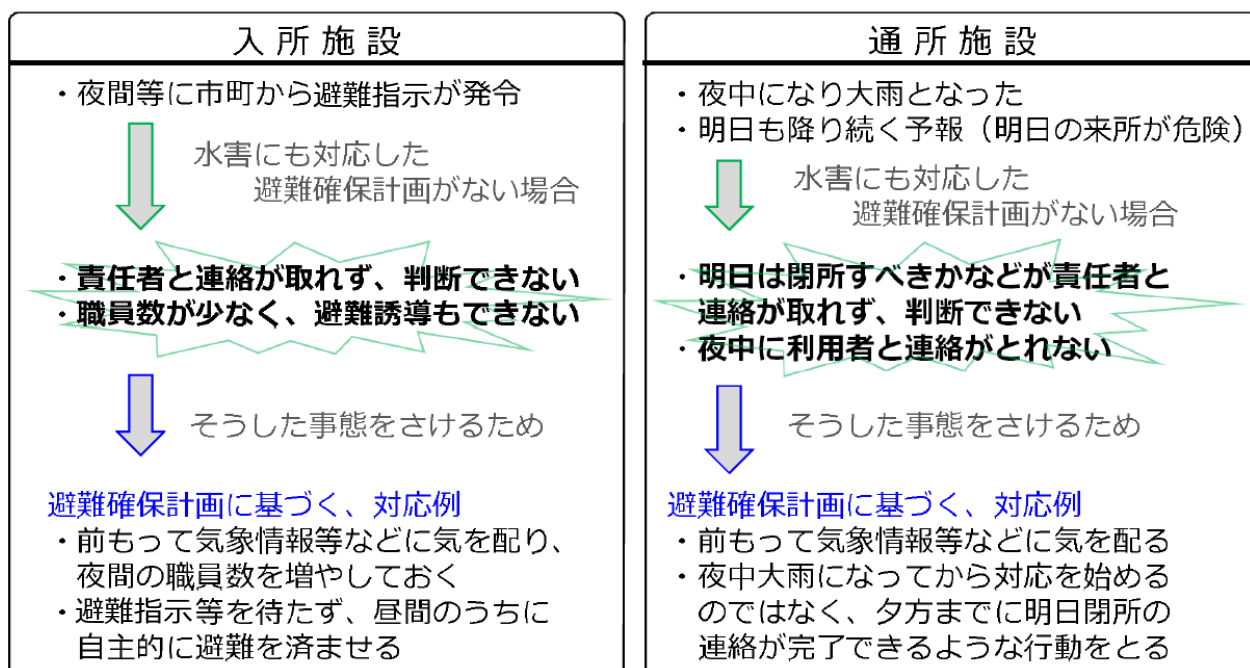 入所施設
・夜間等に市町から避難指示が発令
水害にも対応した
避難確保計画がない場合
・責任者と連絡が取れず、判断できない
・職員数が少なく、避難誘導もできない
そうした事態をさけるため
避難確保計画に基づく、対応例
・前もって気象情報等などに気を配り、
夜間の職員数を増やしておく
・避難指示等を待たず、昼間のうちに
自主的に避難を済ませる
通所施設
・夜中になり大雨となった
・明日も降り続く予報（明日の来所が危険）
水害にも対応した
避難確保計画がない場合
・明日は閉所すべきかなどが責任者と
連絡が取れず、判断できない
・夜中に利用者と連絡がとれない
そうした事態をさけるため
避難確保計画に基づく、対応例
・前もって気象情報等などに気を配る
・夜中大雨になってから対応を始める
のではなく、夕方までに明日閉所の
連絡が完了できるような行動をとる